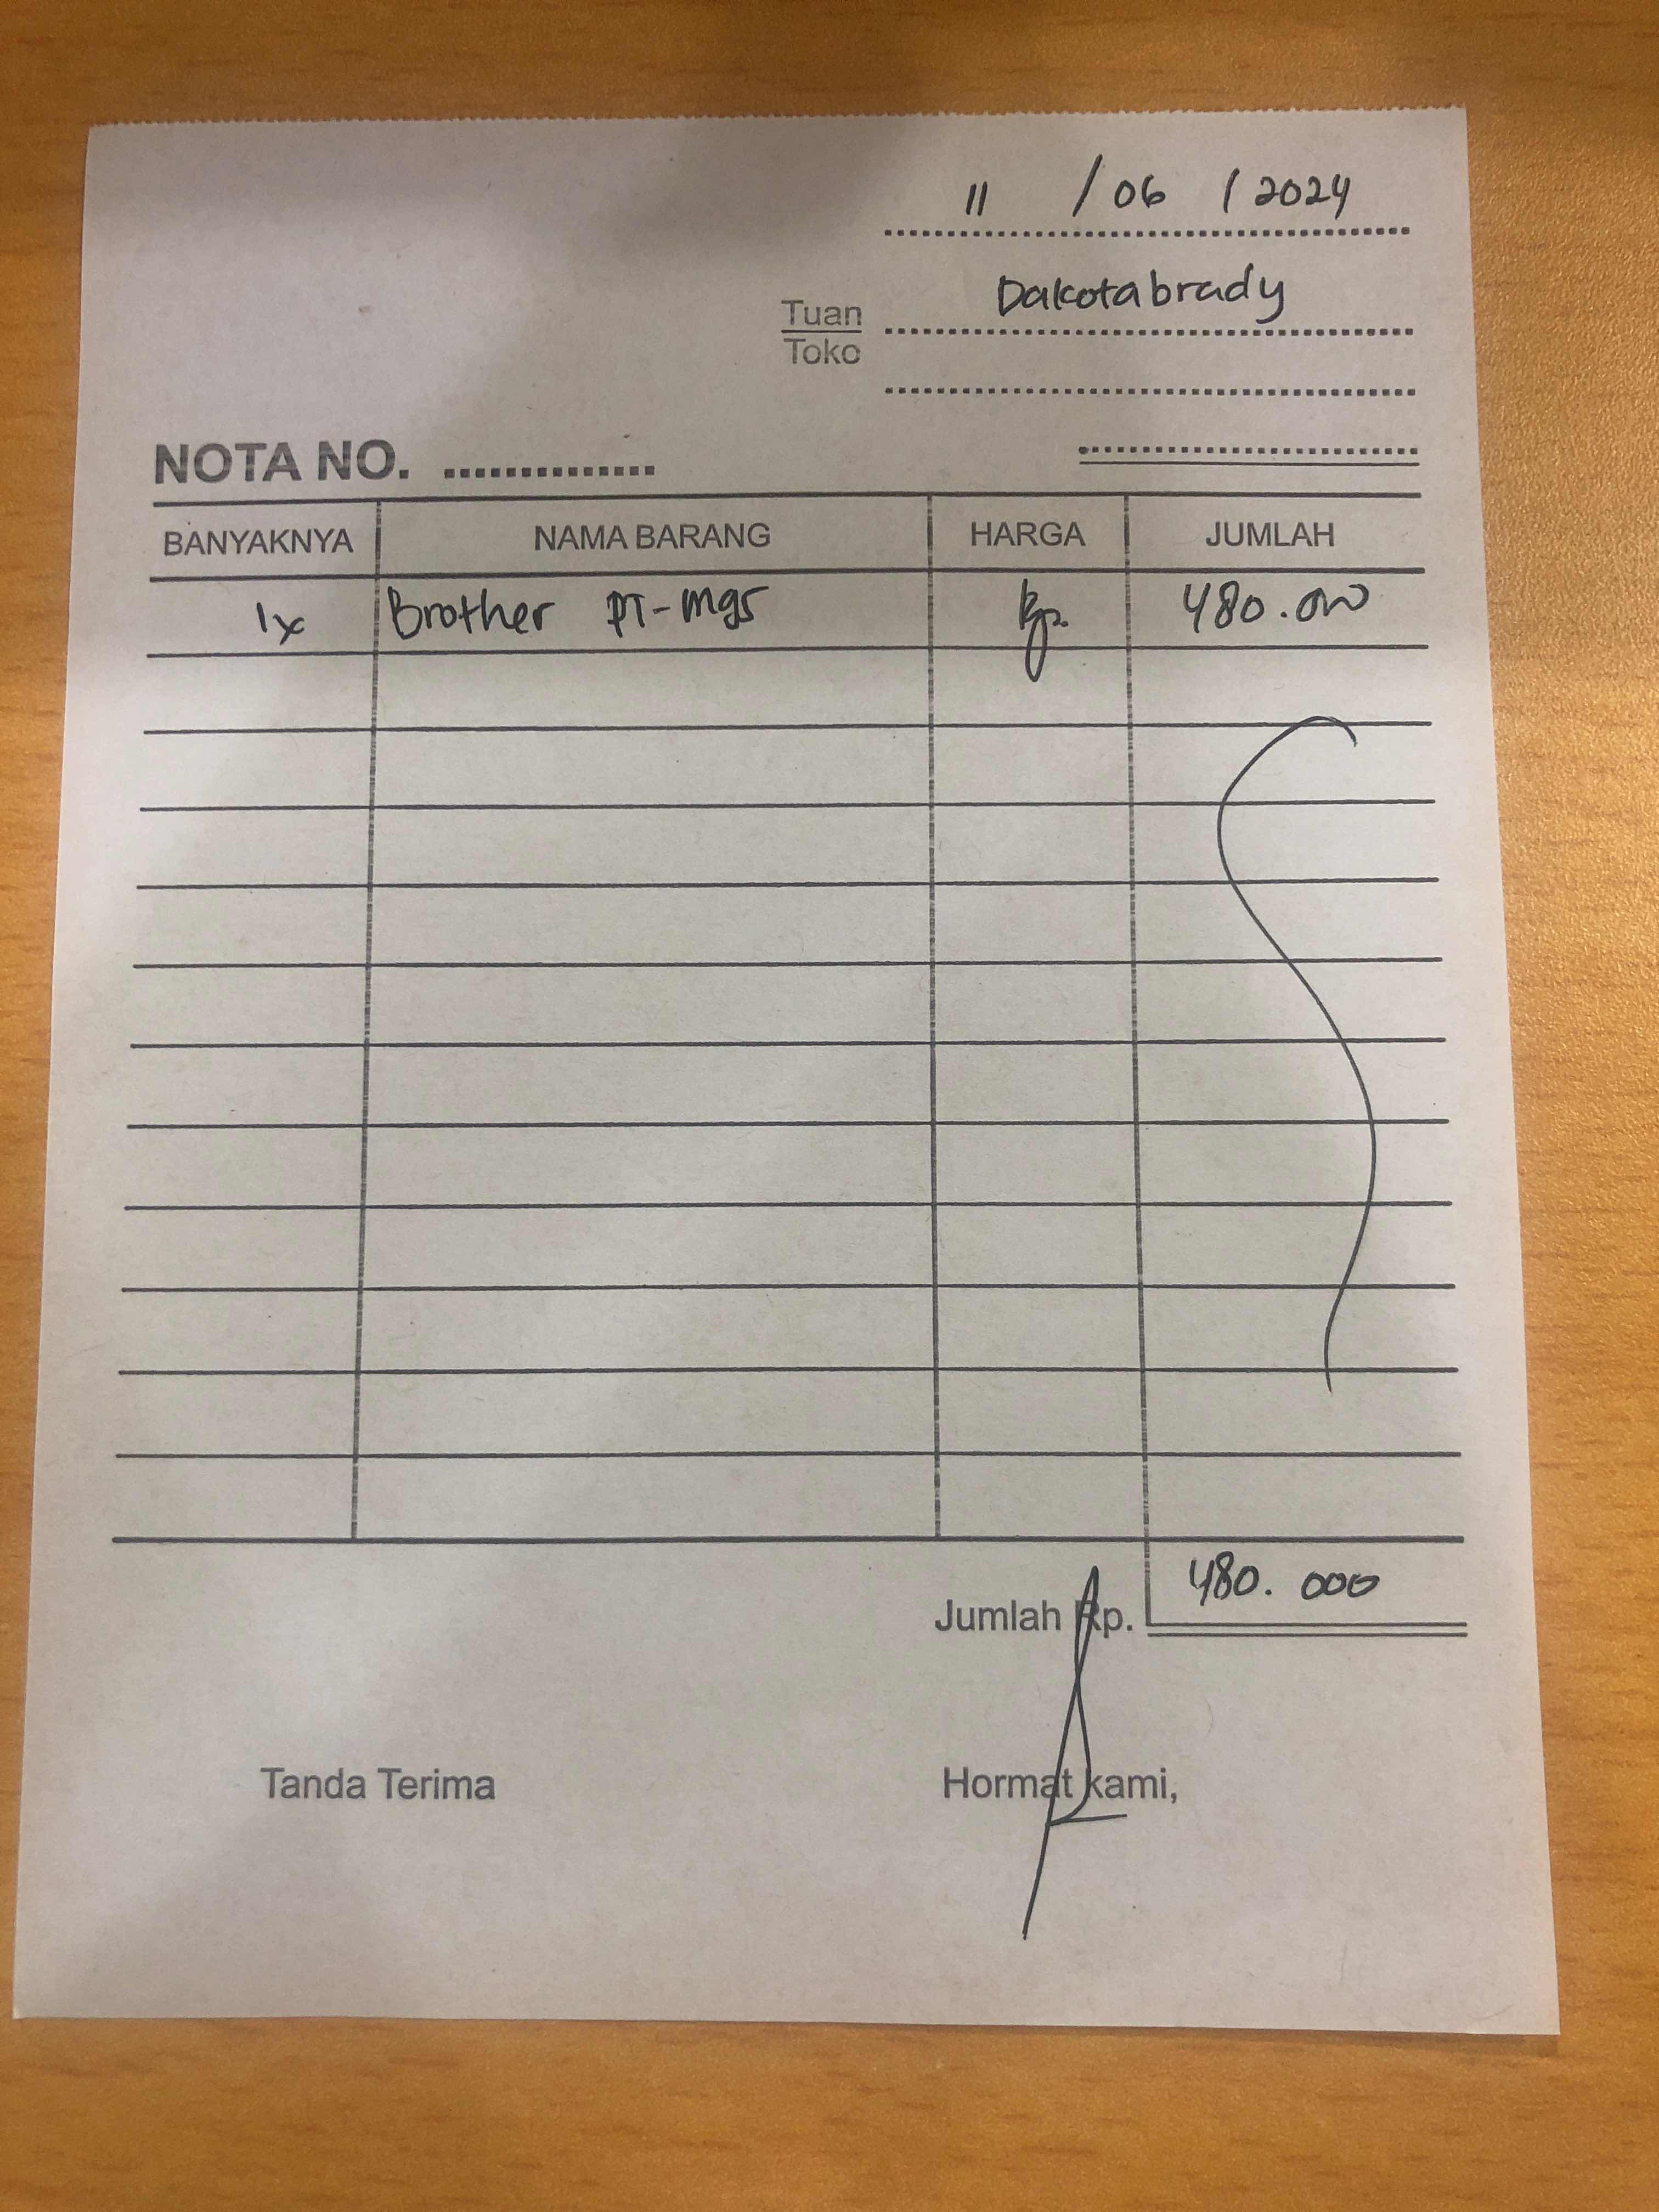 11 / 06 / 2024
Dakotabrady
Tuan
Toko
NOTA NO. ...............
BANYAKNYA NAMA BARANG HARGA JUMLAH
1x Brother PT-M95 Rp. 480.000
Jumlah Rp. 480.000
Tanda Terima Hormat kami,